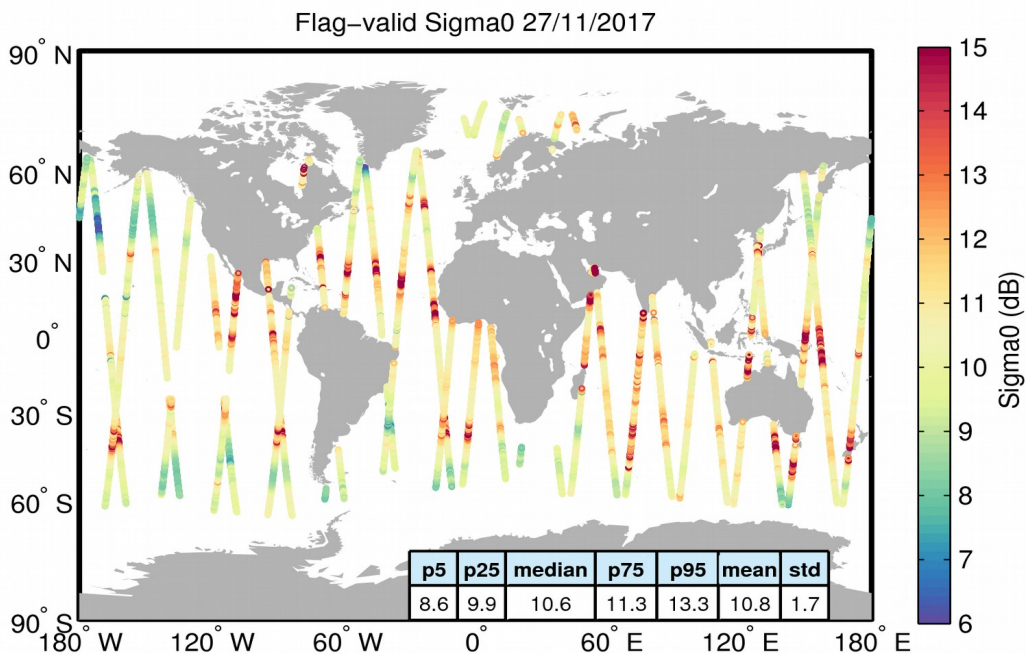 Flag−valid Sigma0 27/11/2017
90° N
60° N
30° N
0°
30° S
60° S
90° S
180° W 120° W 60° W 0° 60° E 120° E 180° E
p5 p25 median p75 p95 mean std
8.6 9.9 10.6 11.3 13.3 10.8 1.7
15
14
13
12
11
10
9
8
7
6
Sigma0 (dB)